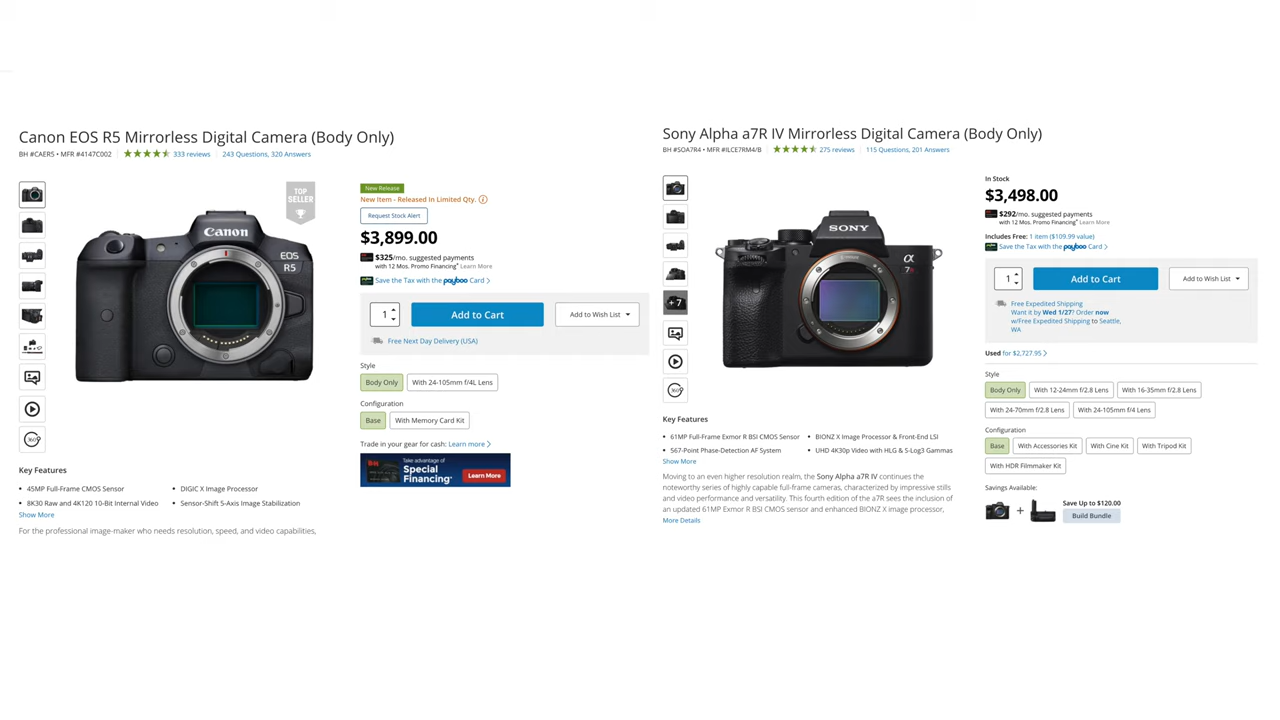 Canon EOS R5 Mirrorless Digital Camera (Body Only)
BH #CAER5 • MFR #4147C002
333 reviews
243 Questions, 320 Answers
TOP
SELLER
Canon
EOS
R5
New Release
New Item - Released In Limited Qty.
Request Stock Alert
$3,899.00
$325/mo. suggested payments
with 12 Mos. Promo Financing* Learn More
Save the Tax with the payboo Card
1
Add to Cart
Add to Wish List
Free Next Day Delivery (USA)
Style
Body Only
With 24-105mm f/4L Lens
Configuration
Base
With Memory Card Kit
Trade in your gear for cash: Learn more
Take advantage of
Special
Financing*
Learn More
360°
Key Features
• 45MP Full-Frame CMOS Sensor
• DIGIC X Image Processor
• 8K30 Raw and 4K120 10-Bit Internal Video
• Sensor-Shift 5-Axis Image Stabilization
Show More
For the professional image-maker who needs resolution, speed, and video capabilities,
Sony Alpha a7R IV Mirrorless Digital Camera (Body Only)
BH #SOA7R4 • MFR #ILCE7RM4/B
275 reviews
115 Questions, 201 Answers
+7
360°
SONY
α
7R
In Stock
$3,498.00
$292/mo. suggested payments
with 12 Mos. Promo Financing* Learn More
Includes Free: 1 item ($109.99 value)
Save the Tax with the payboo Card
1
Add to Cart
Add to Wish List
Free Expedited Shipping
Want it by Wed 1/27? Order now
w/Free Expedited Shipping to Seattle,
WA
Used for $2,727.95
Style
Body Only
With 12-24mm f/2.8 Lens
With 16-35mm f/2.8 Lens
With 24-70mm f/2.8 Lens
With 24-105mm f/4 Lens
Configuration
Base
With Accessories Kit
With Cine Kit
With Tripod Kit
With HDR Filmmaker Kit
Savings Available:
+
Save Up to $120.00
Build Bundle
Key Features
• 61MP Full-Frame Exmor R BSI CMOS Sensor
• BIONZ X Image Processor & Front-End LSI
• 567-Point Phase-Detection AF System
• UHD 4K30p Video with HLG & S-Log3 Gammas
Show More
Moving to an even higher resolution realm, the Sony Alpha a7R IV continues the
noteworthy series of highly capable full-frame cameras, characterized by impressive stills
and video performance and versatility. This fourth edition of the a7R sees the inclusion of
an updated 61MP Exmor R BSI CMOS sensor and enhanced BIONZ X image processor,
More Details